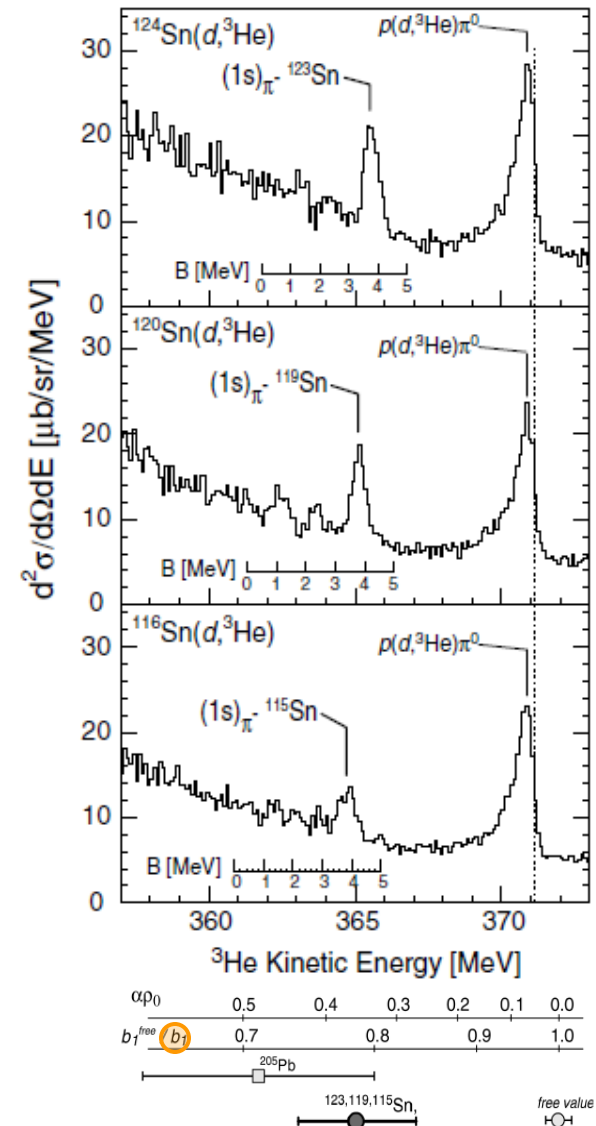 d²σ/dΩdE [μb/sr/MeV]
¹²⁴Sn(d,³He)
p(d,³He)π⁰
(1s)π- ¹²³Sn
30
20
10
0
B [MeV]
0 1 2 3 4 5
¹²⁰Sn(d,³He)
p(d,³He)π⁰
(1s)π- ¹¹⁹Sn
30
20
10
0
B [MeV]
0 1 2 3 4 5
¹¹⁶Sn(d,³He)
p(d,³He)π⁰
(1s)π- ¹¹⁵Sn
30
20
10
0
B [MeV]
0 1 2 3 4 5
360 365 370
³He Kinetic Energy [MeV]
αρ₀ 0.5 0.4 0.3 0.2 0.1 0.0
b₁ᶠʳᵉᵉ/b₁ 0.7 0.8 0.9 1.0
²⁰⁵Pb
¹²³,¹¹⁹,¹¹⁵Sn, free value